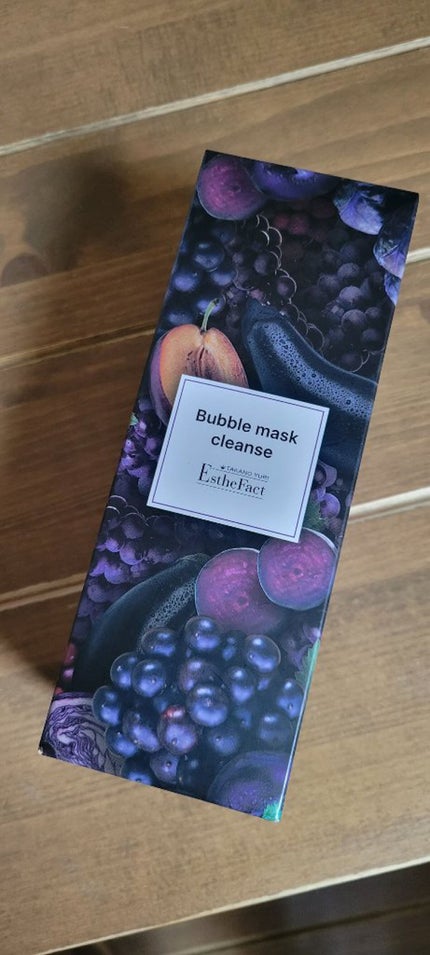 Bubble mask
cleanse
TAKANO YURI
EstheFact